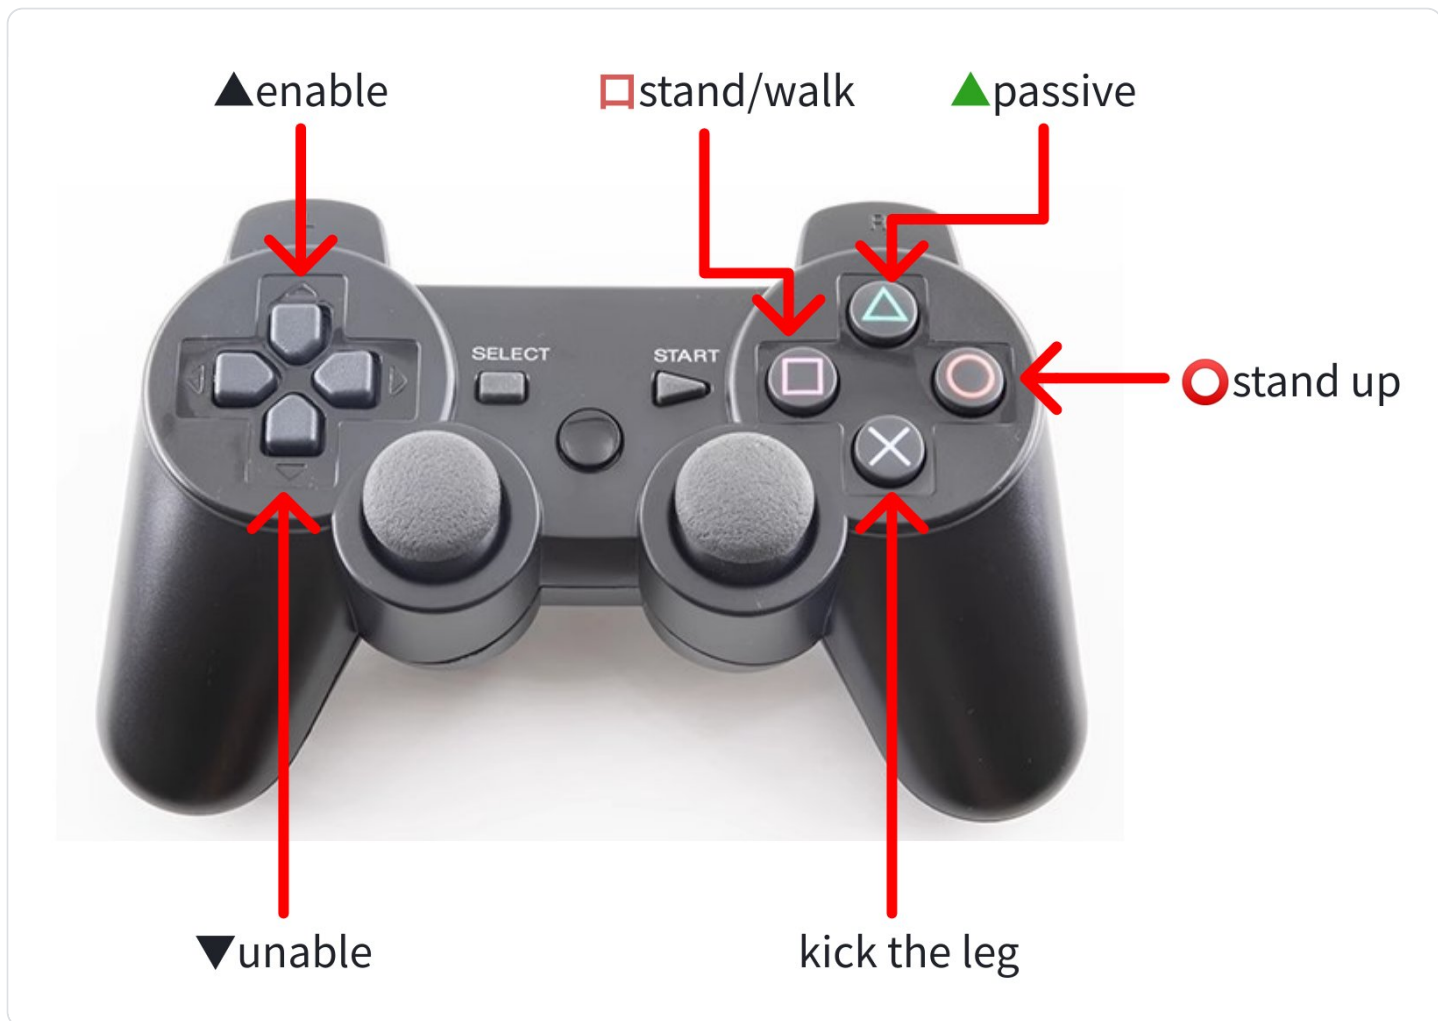 ▲enable
□stand/walk
▲passive
SELECT
START
⭕stand up
▼unable
kick the leg